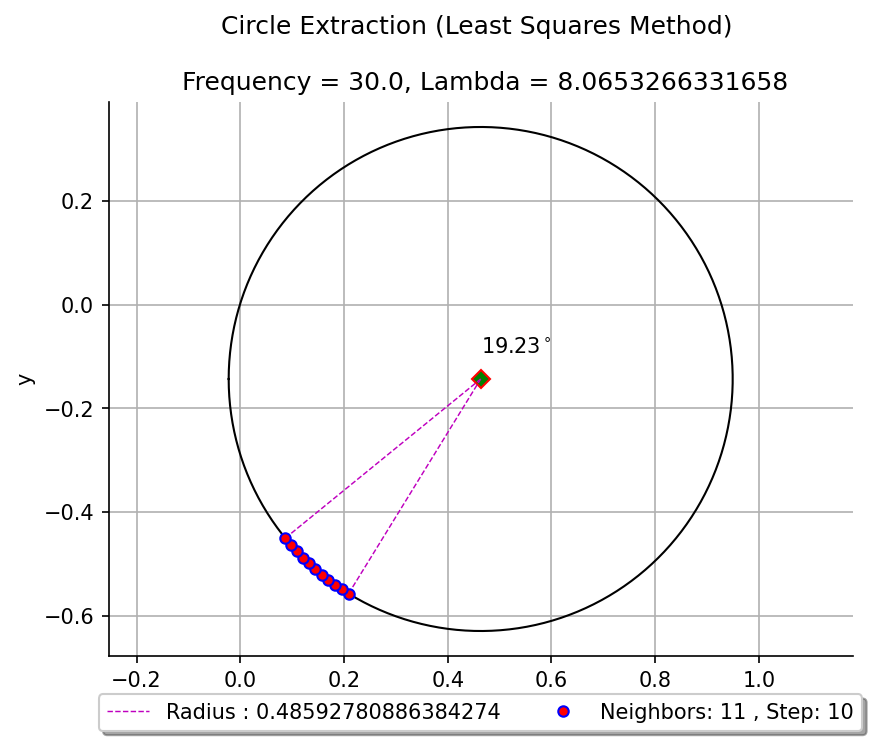 Circle Extraction (Least Squares Method)
Frequency = 30.0, Lambda = 8.0653266331658
0.2
0.0
−0.2
−0.4
−0.6
y
19.23°
−0.2 0.0 0.2 0.4 0.6 0.8 1.0
Radius : 0.48592780886384274 Neighbors: 11 , Step: 10